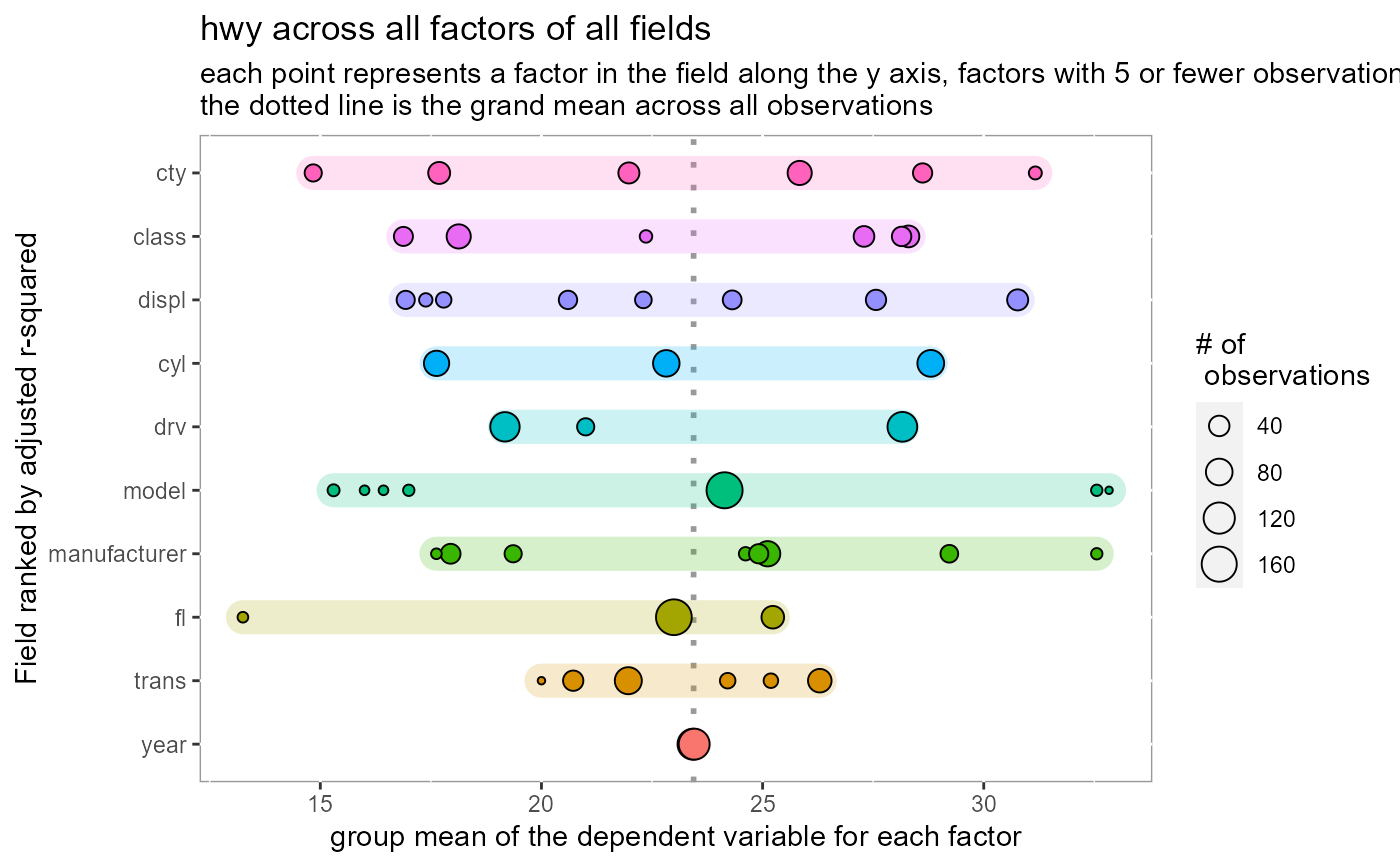 hwy across all factors of all fields
each point represents a factor in the field along the y axis, factors with 5 or fewer observation
the dotted line is the grand mean across all observations
Field ranked by adjusted r-squared
cty
class
displ
cyl
drv
model
manufacturer
fl
trans
year
15 20 25 30
group mean of the dependent variable for each factor
# of
observations
40
80
120
160